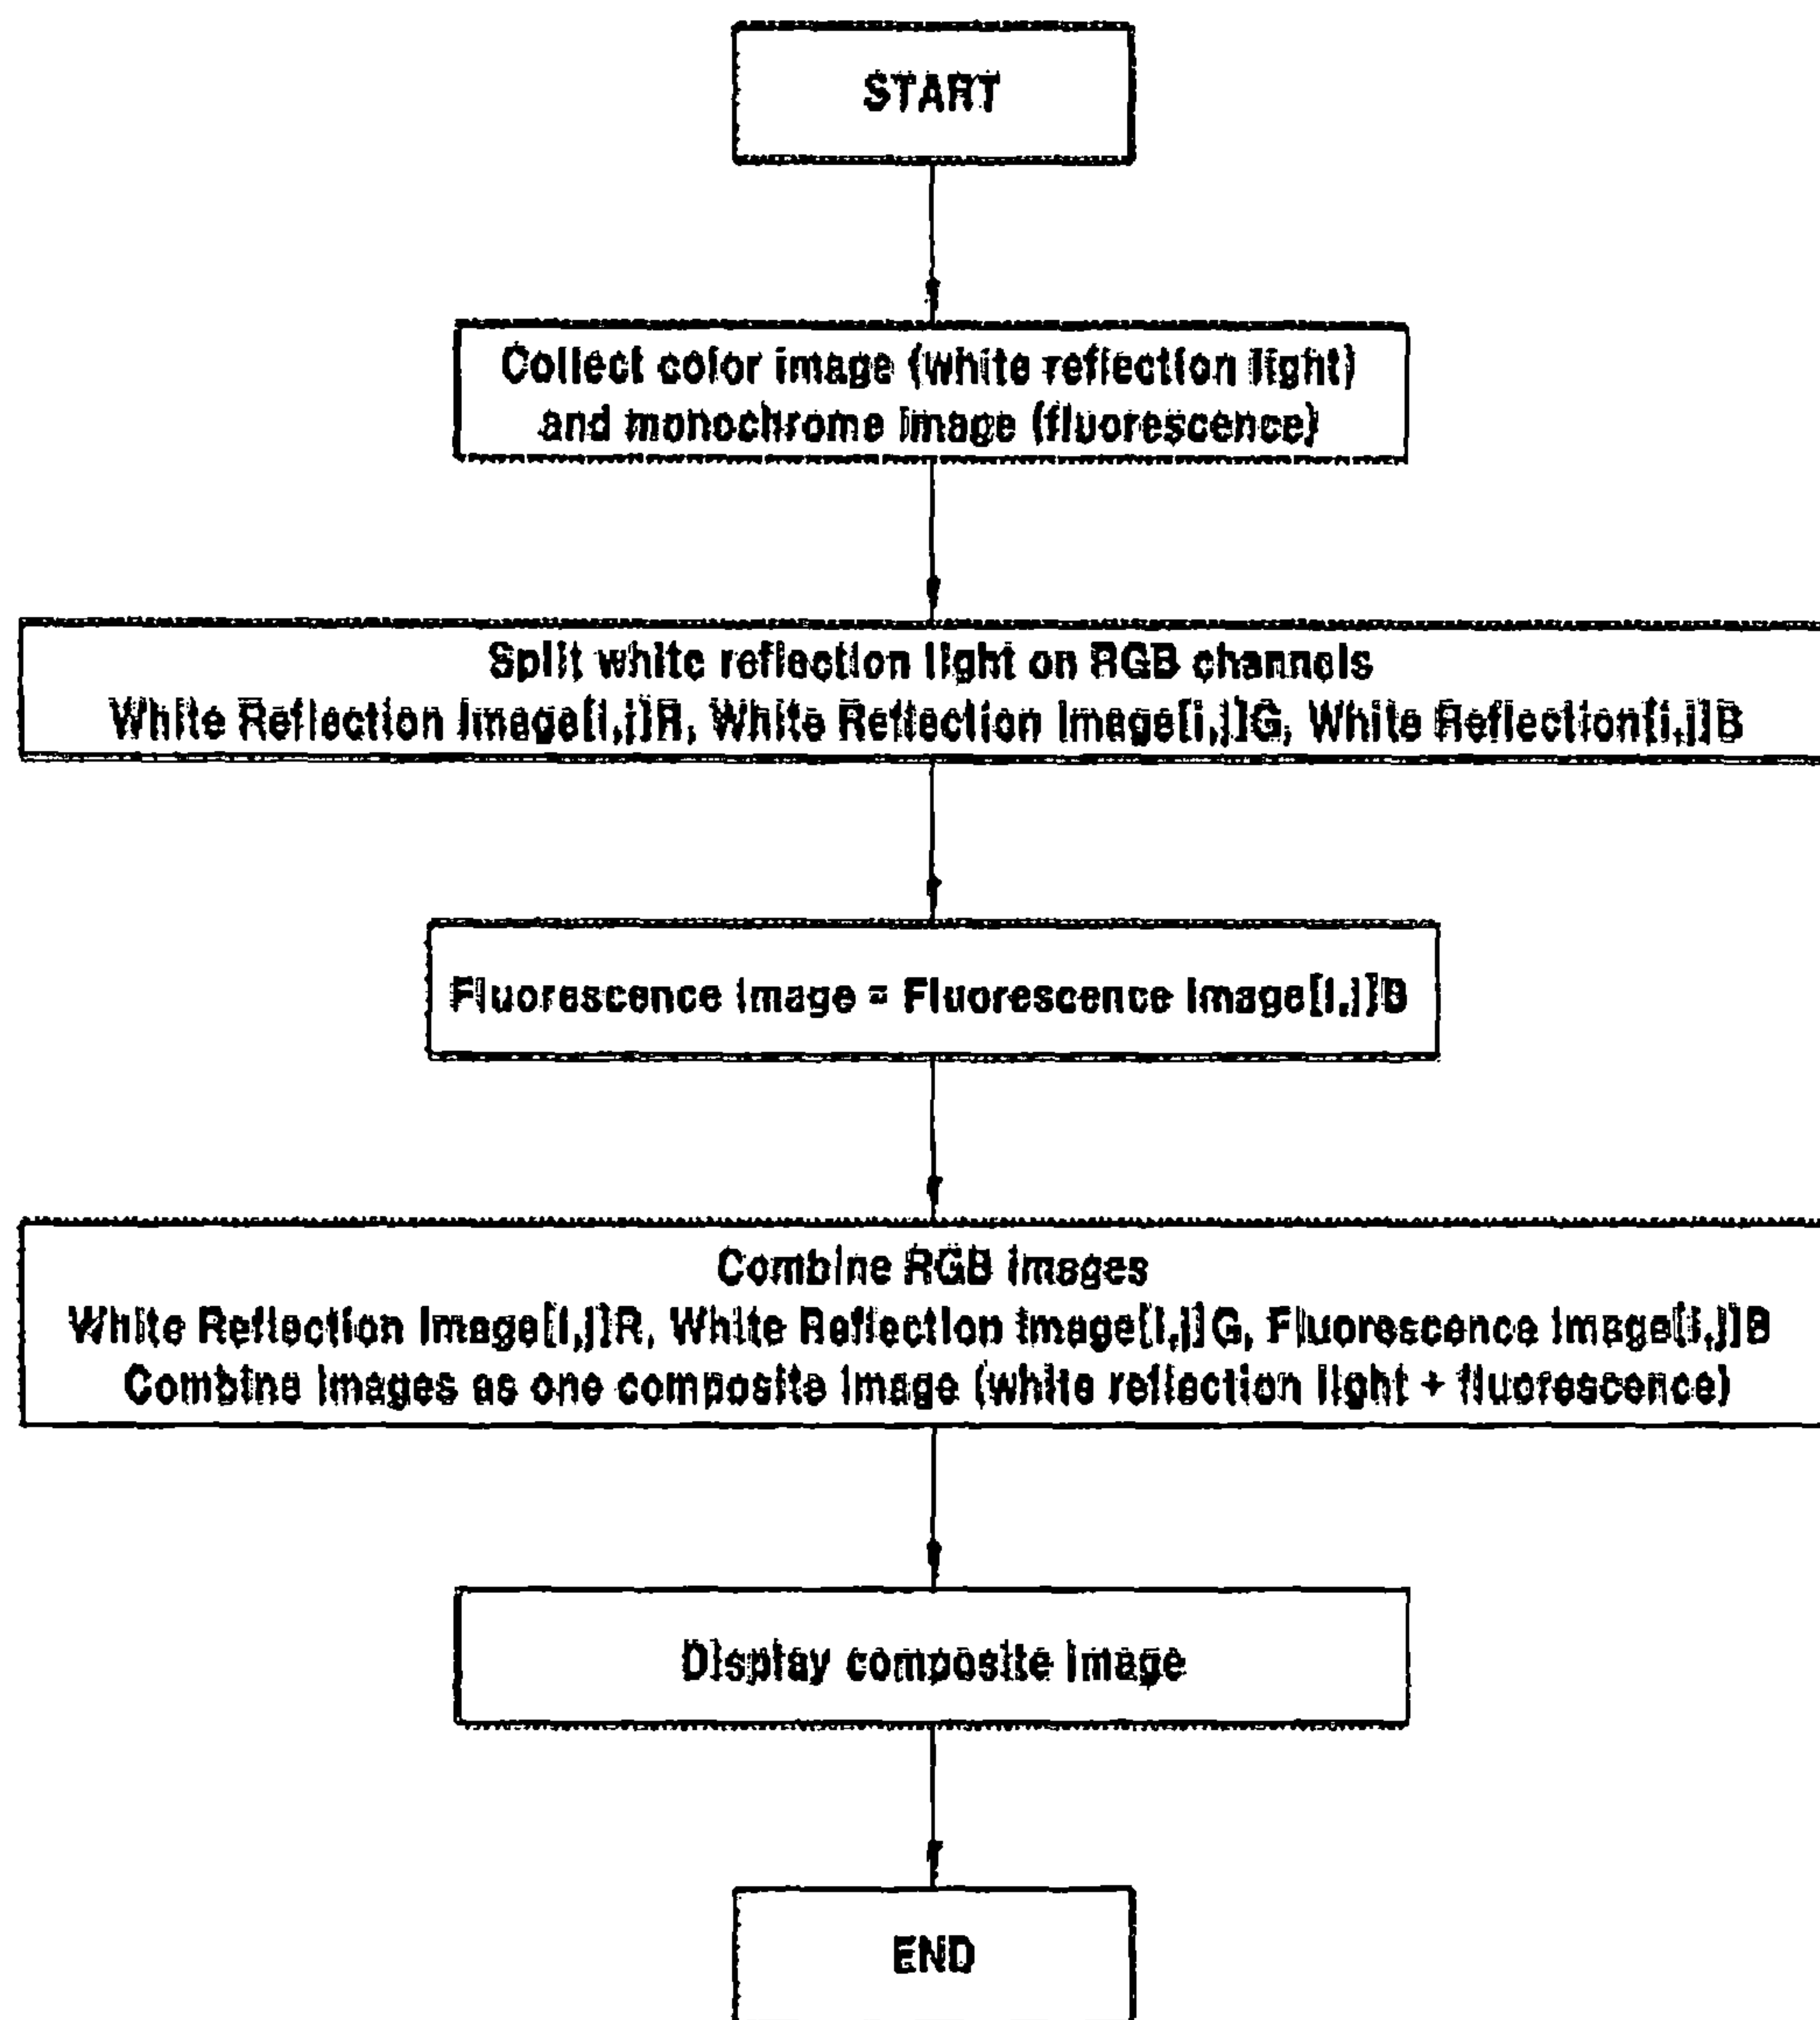 START
Collect color image (white reflection light)
and monochrome image (fluorescence)
Split white reflection light on RGB channels
White Reflection Image[i,j]R, White Reflection Image[i,j]G, White Reflection[i,j]B
Fluorescence Image = Fluorescence Image[i,j]B
Combine RGB images
White Reflection Image[i,j]R, White Reflection Image[i,j]G, Fluorescence Image[i,j]B
Combine images as one composite image (white reflection light + fluorescence)
Display composite image
END